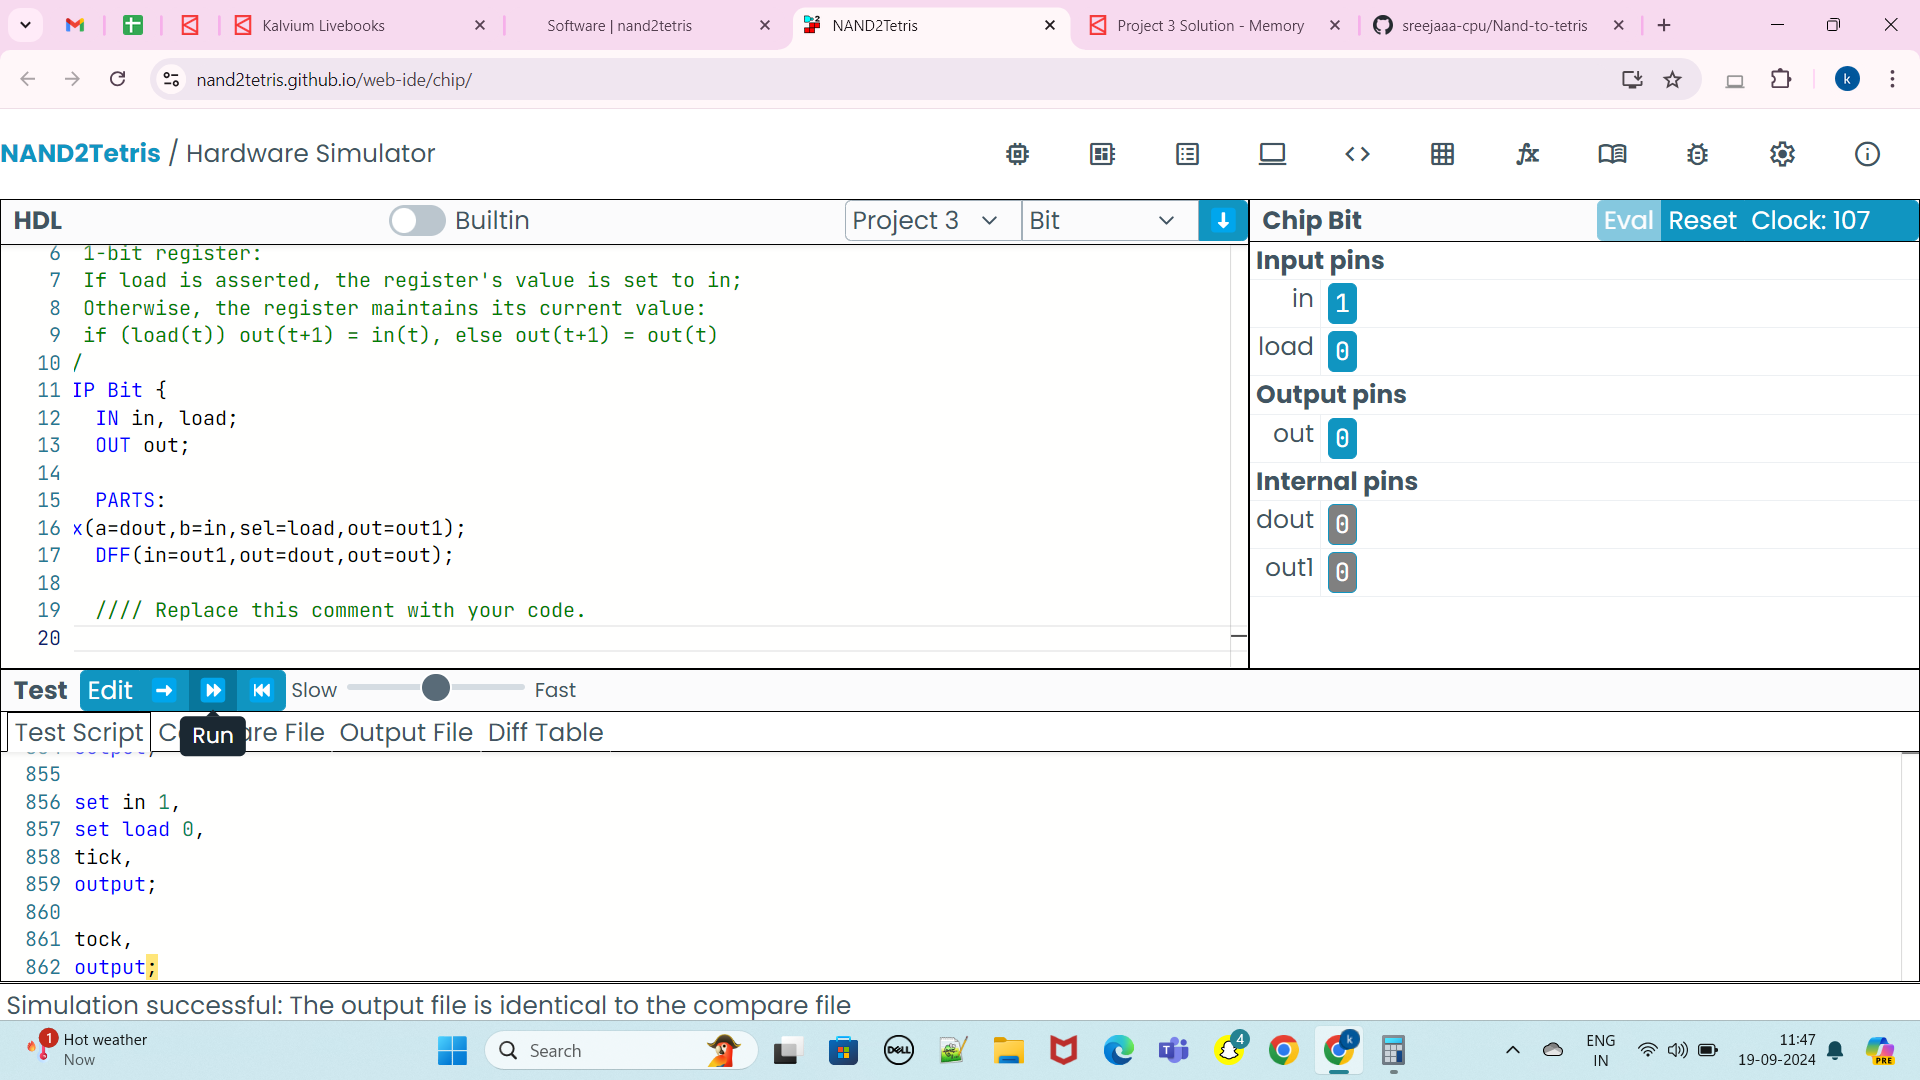 Kalvium Livebooks
Software | nand2tetris
NAND2Tetris
Project 3 Solution - Memory
sreejaaa-cpu/Nand-to-tetris
nand2tetris.github.io/web-ide/chip/
k
NAND2Tetris / Hardware Simulator
HDL
Builtin
Project 3
Bit
Chip Bit
Eval
Reset
Clock: 107
6 1-bit register:
7 If load is asserted, the register's value is set to in;
8 Otherwise, the register maintains its current value:
9 if (load(t)) out(t+1) = in(t), else out(t+1) = out(t)
10 /
11 IP Bit {
12 IN in, load;
13 OUT out;
14
15 PARTS:
16 x(a=dout,b=in,sel=load,out=out1);
17 DFF(in=out1,out=dout,out=out);
18
19 //// Replace this comment with your code.
20
Input pins
in 1
load 0
Output pins
out 0
Internal pins
dout 0
out1 0
Test
Edit
Slow
Fast
Test Script
Run
re File
Output File
Diff Table
855
856 set in 1,
857 set load 0,
858 tick,
859 output;
860
861 tock,
862 output;
Simulation successful: The output file is identical to the compare file
1
Hot weather
Now
Search
DELL
4
k
ENG
IN
11:47
19-09-2024
PRE